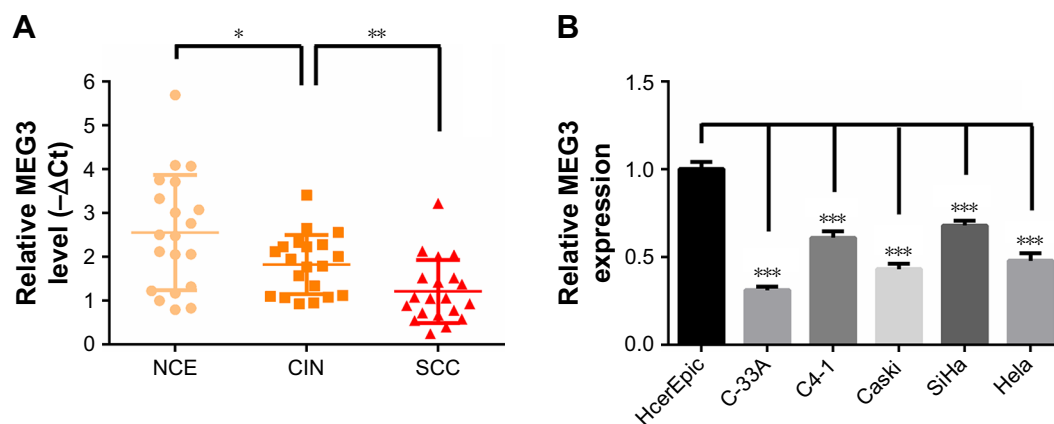 A
*
**
Relative MEG3
level (–ΔCt)
6
5
4
3
2
1
0
NCE
CIN
SCC
B
Relative MEG3
expression
1.5
1.0
0.5
0.0
***
***
***
***
***
HcerEpic
C-33A
C4-1
Caski
SiHa
Hela